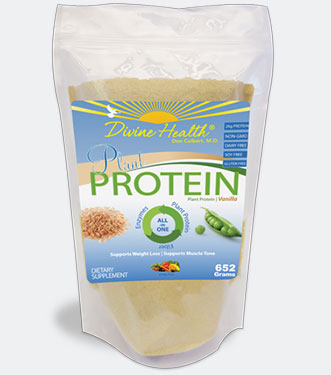 Divine Health®
Don Colbert, M.D.
Plant
PROTEIN
Plant Protein | Vanilla
20g PROTEIN
NON-GMO
DAIRY FREE
SOY FREE
GLUTEN FREE
Enzymes
Plant Protein
Fiber
ALL
IN
ONE
Supports Weight Loss | Supports Muscle Tone
DIETARY
SUPPLEMENT
652
Grams